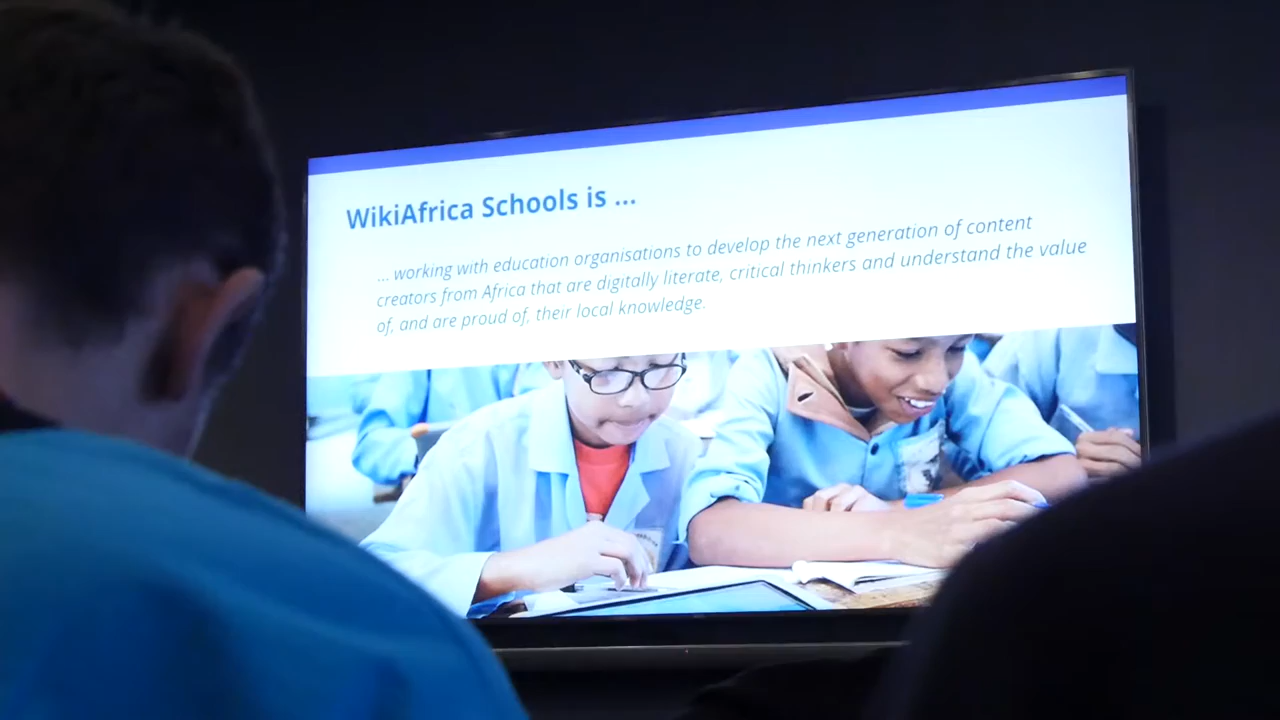 WikiAfrica Schools is ...
... working with education organisations to develop the next generation of content
creators from Africa that are digitally literate, critical thinkers and understand the value
of, and are proud of, their local knowledge.